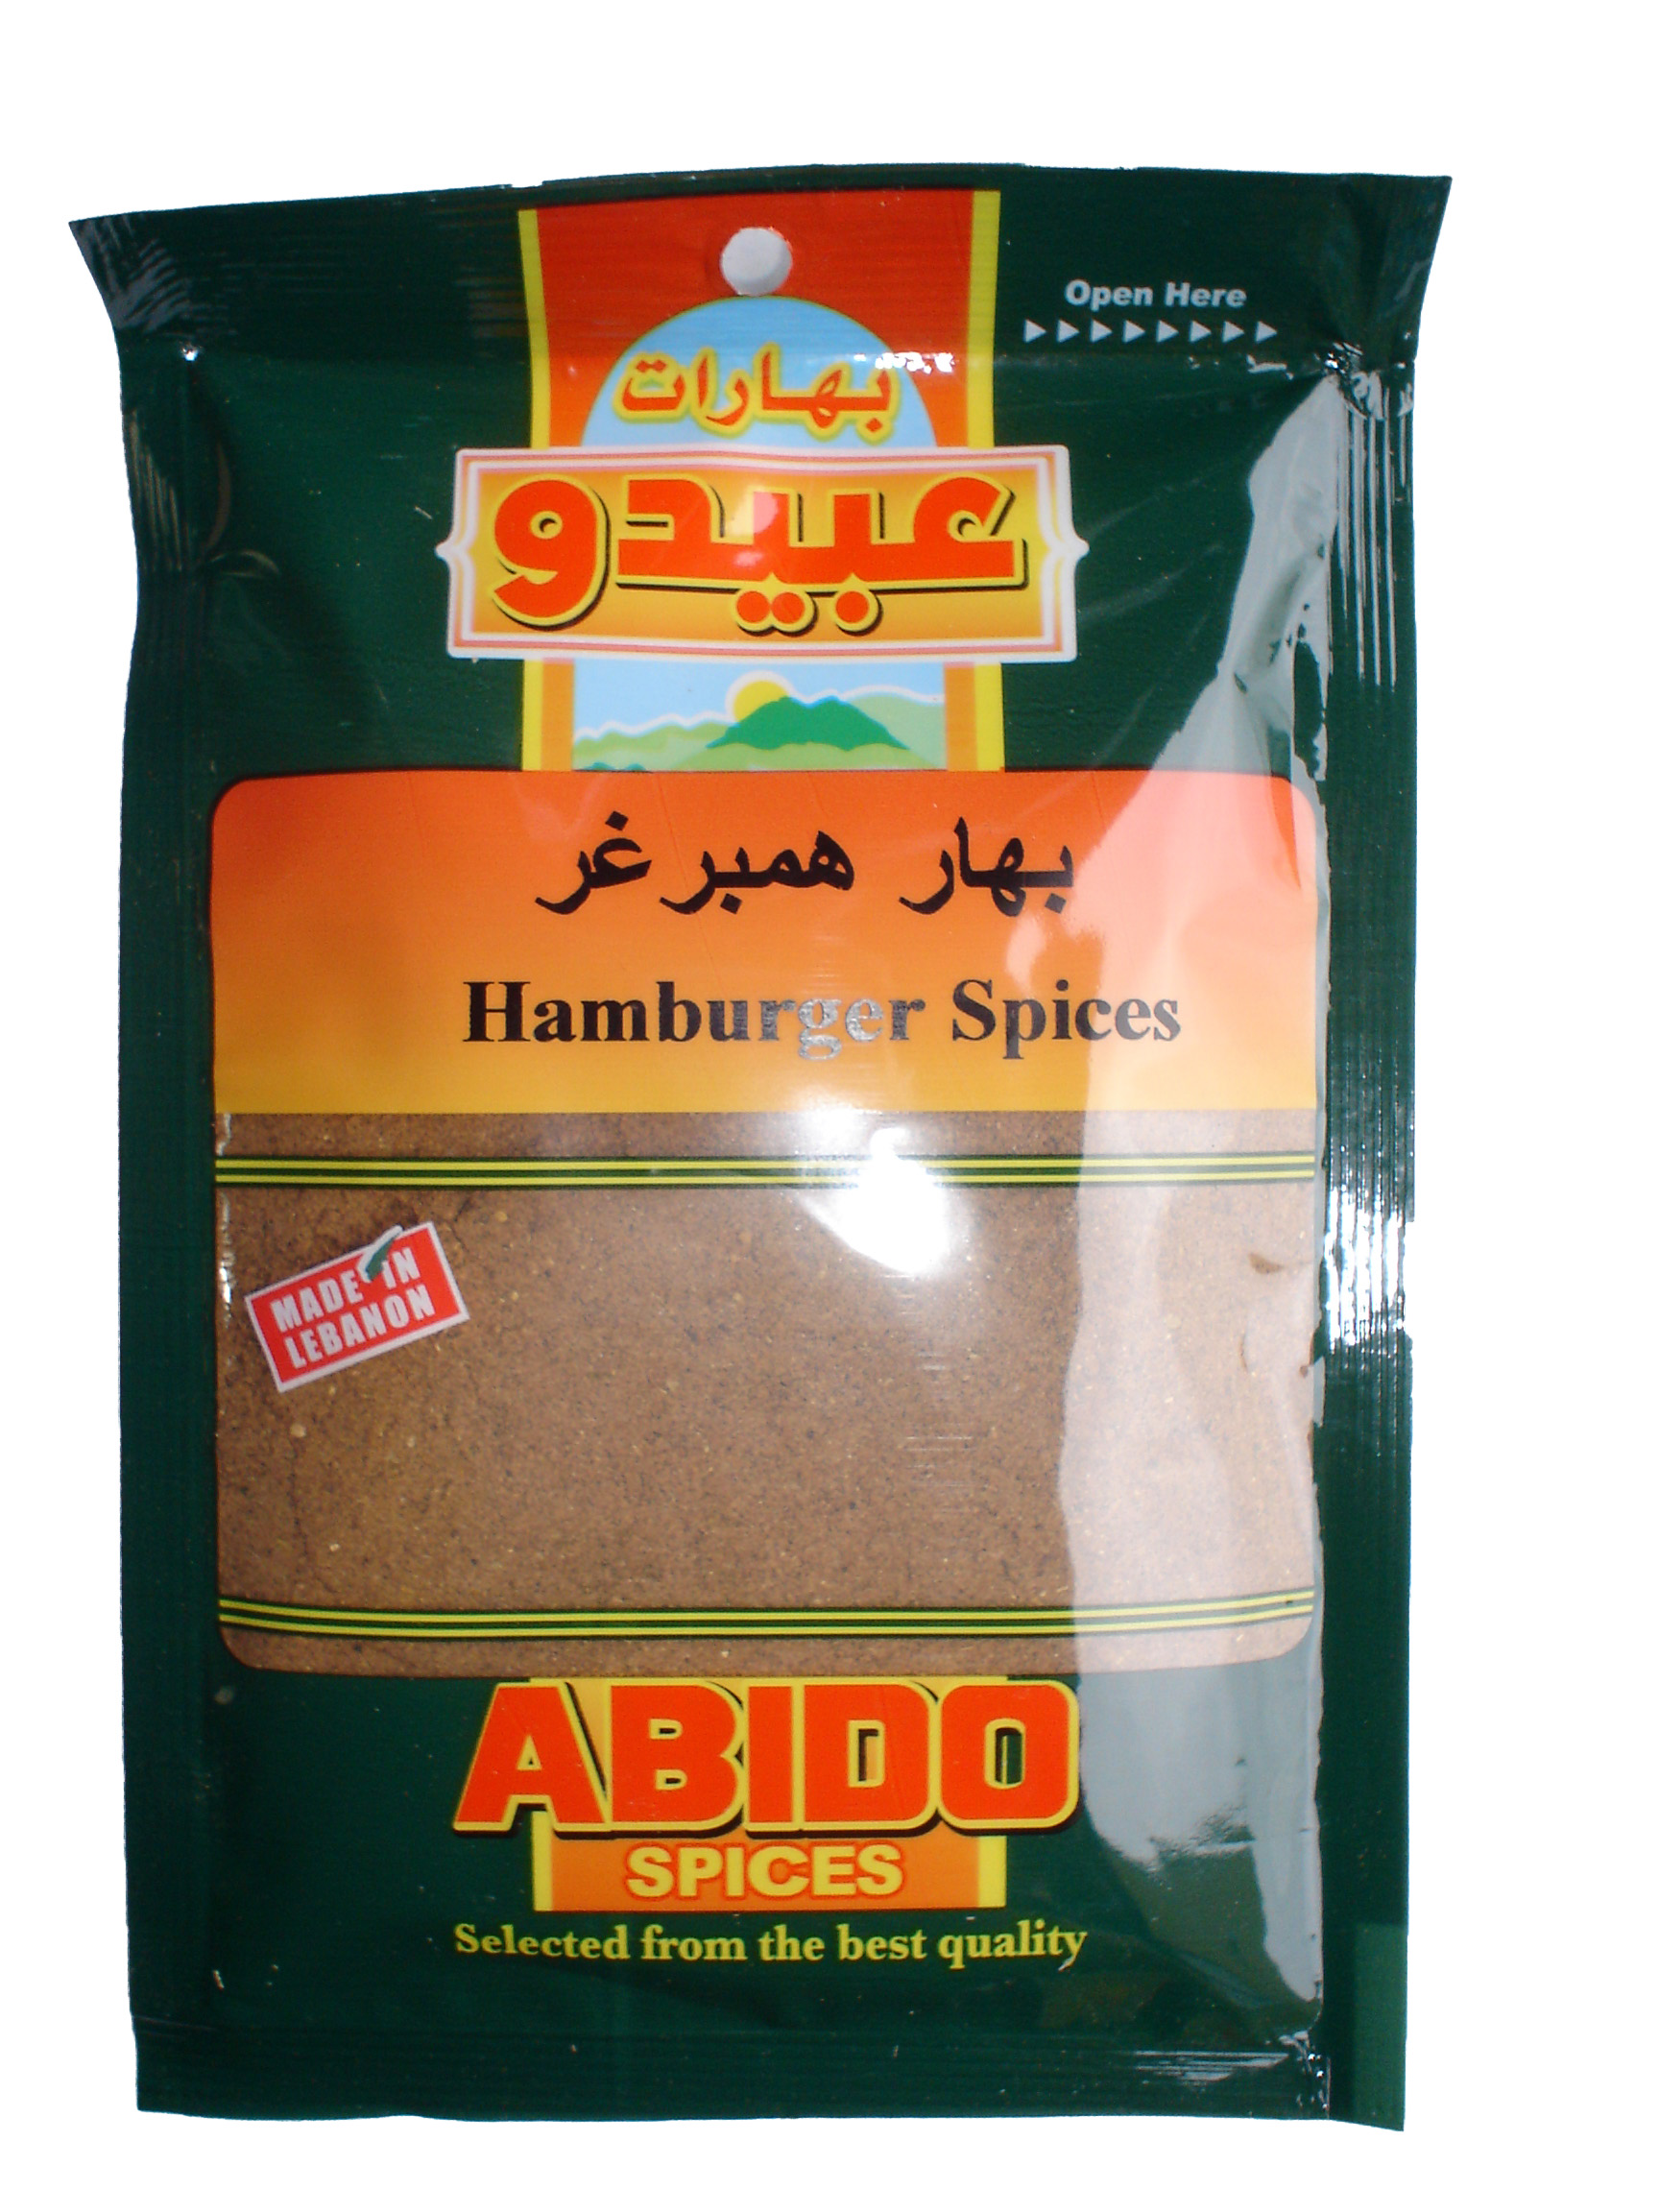 Open Here
بهارات
عبيدو
بهار همبرغر
Hamburger Spices
MADE IN
LEBANON
ABIDO
SPICES
Selected from the best quality